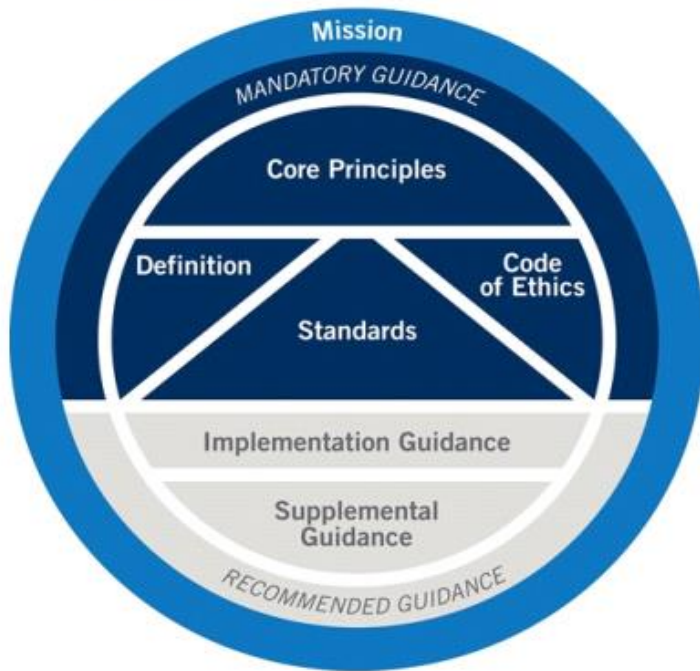 Mission
MANDATORY GUIDANCE
Core Principles
Definition
Code
of Ethics
Standards
Implementation Guidance
Supplemental
Guidance
RECOMMENDED GUIDANCE